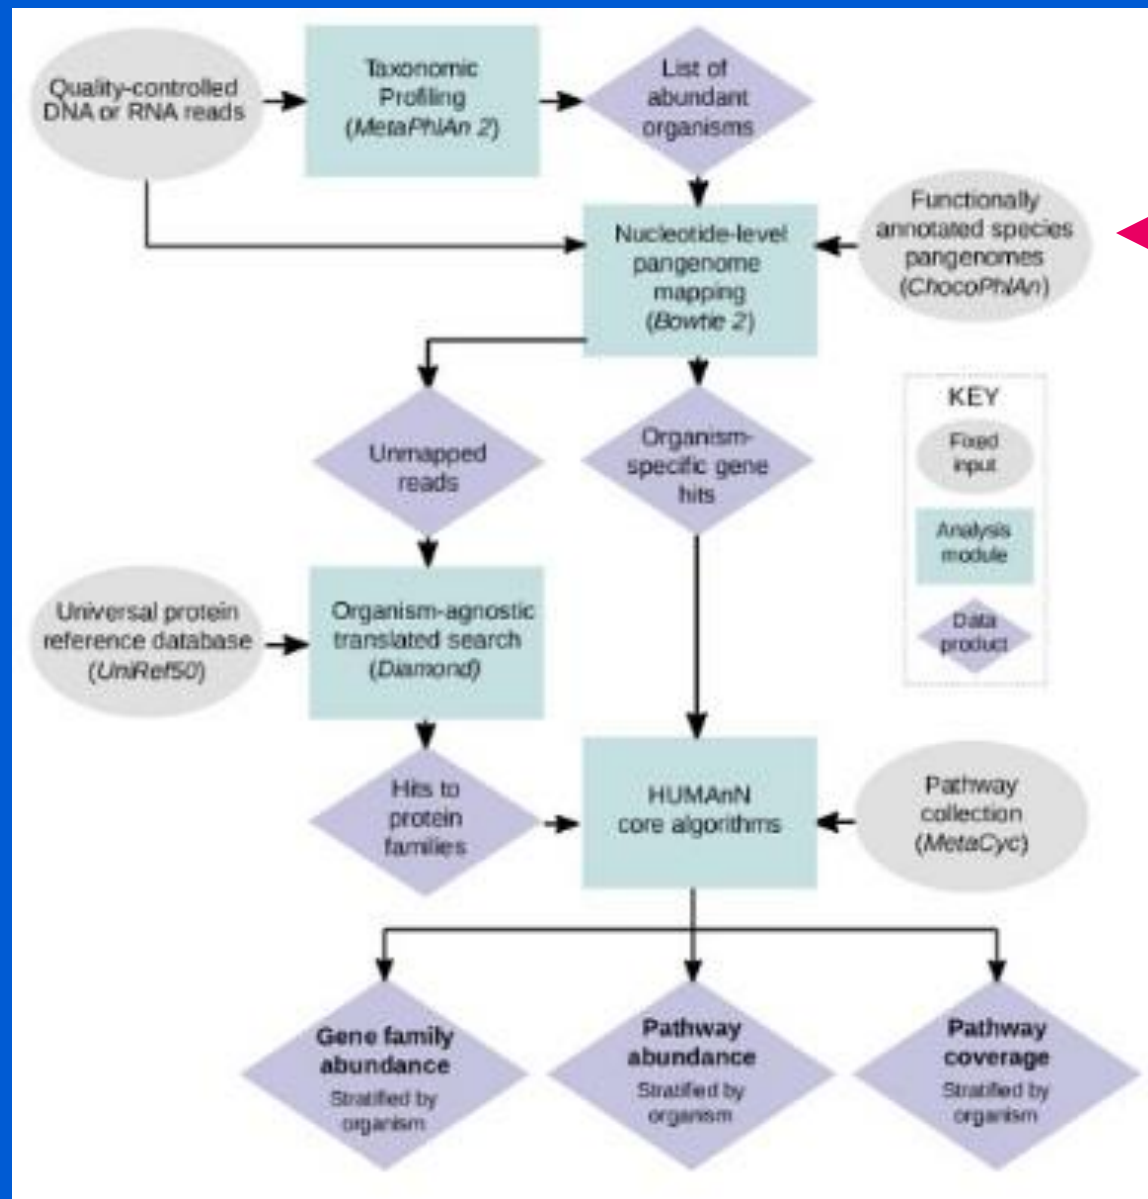 Quality-controlled
DNA or RNA reads
Taxonomic
Profiling
(MetaPhlAn 2)
List of
abundant
organisms
Nucleotide-level
pangenome
mapping
(Bowtie 2)
Functionally
annotated species
pangenomes
(ChocoPhlAn)
Unmapped
reads
Organism-
specific gene
hits
KEY
Fixed
input
Analysis
module
Data
product
Universal protein
reference database
(UniRef50)
Organism-agnostic
translated search
(Diamond)
Hits to
protein
families
HUMAnN
core algorithms
Pathway
collection
(MetaCyc)
Gene family
abundance
Stratified by
organism
Pathway
abundance
Stratified by
organism
Pathway
coverage
Stratified by
organism